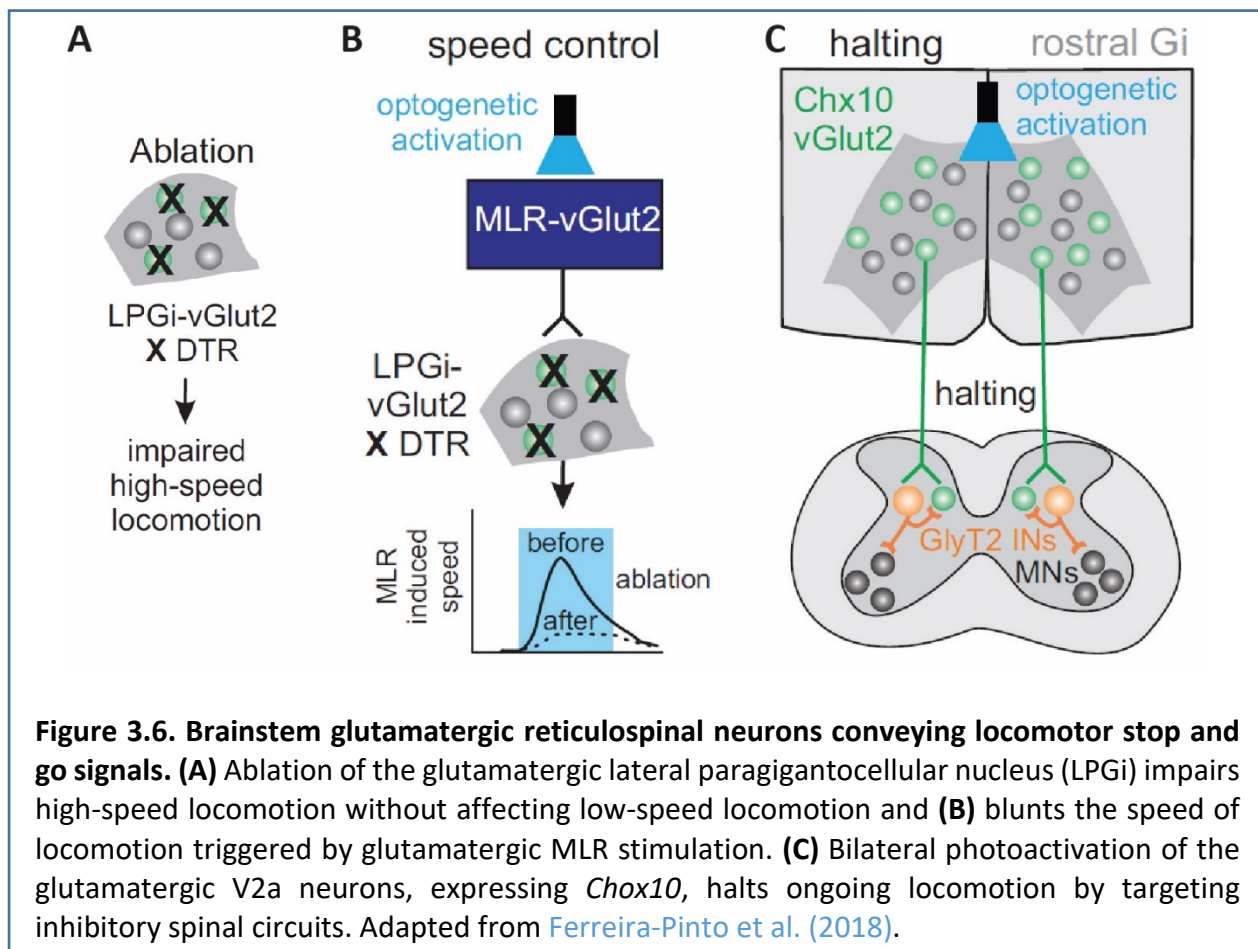 A
Ablation
X X
X
LPGi-vGlut2
X DTR
impaired
high-speed
locomotion
B
speed control
optogenetic
activation
MLR-vGlut2
LPGi-
vGlut2
X DTR
X X
X
MLR
induced
speed
before
ablation
after
C
halting
rostral Gi
Chx10
vGlut2
optogenetic
activation
halting
GlyT2 INs
MNs
Figure 3.6. Brainstem glutamatergic reticulospinal neurons conveying locomotor stop and
go signals. (A) Ablation of the glutamatergic lateral paragigantocellular nucleus (LPGi) impairs
high-speed locomotion without affecting low-speed locomotion and (B) blunts the speed of
locomotion triggered by glutamatergic MLR stimulation. (C) Bilateral photoactivation of the
glutamatergic V2a neurons, expressing Chox10, halts ongoing locomotion by targeting
inhibitory spinal circuits. Adapted from Ferreira-Pinto et al. (2018).